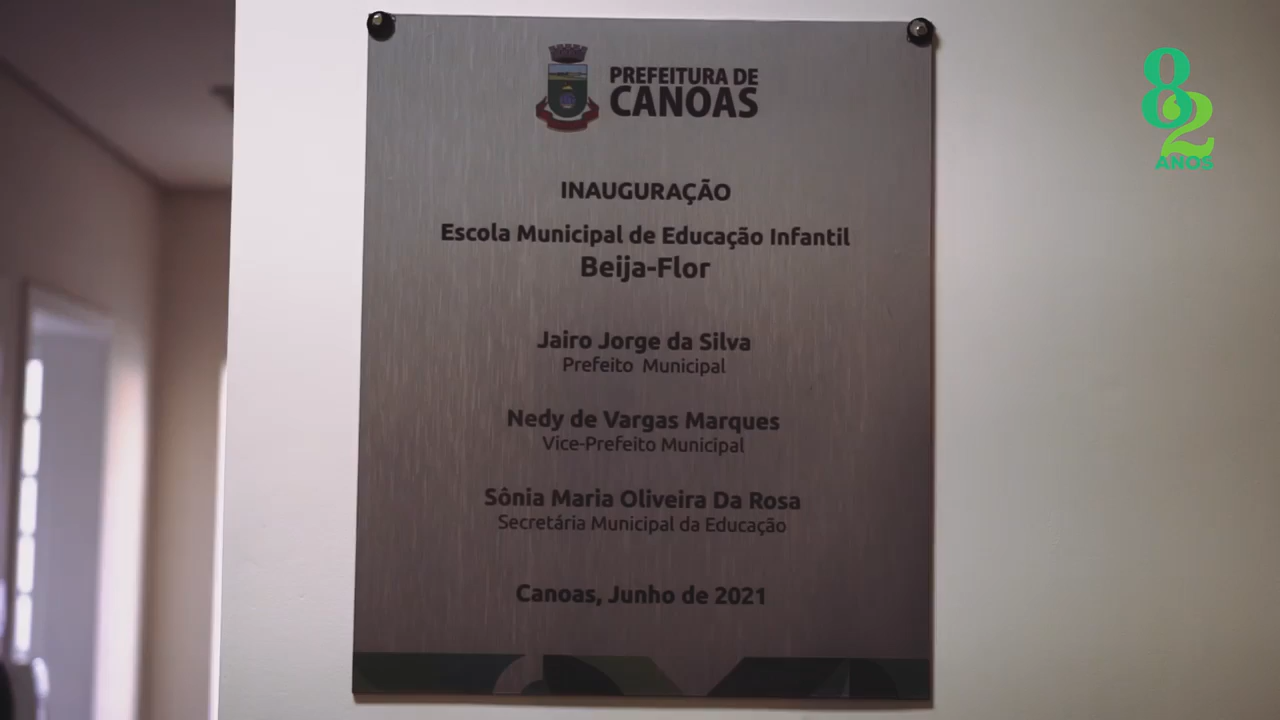 PREFEITURA DE
CANOAS
82
ANOS
INAUGURAÇÃO
Escola Municipal de Educação Infantil
Beija-Flor
Jairo Jorge da Silva
Prefeito Municipal
Nedy de Vargas Marques
Vice-Prefeito Municipal
Sônia Maria Oliveira Da Rosa
Secretária Municipal da Educação
Canoas, Junho de 2021